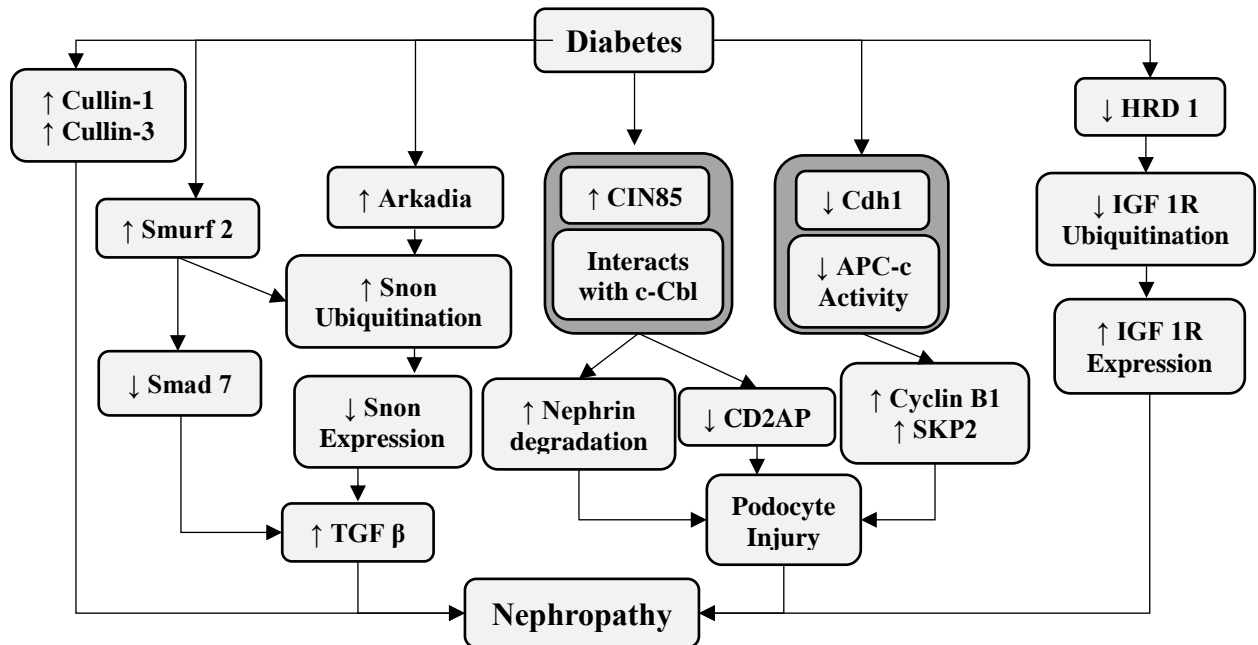 Diabetes
↑ Cullin-1
↑ Cullin-3
↓ HRD 1
↑ Arkadia
↑ CIN85
↓ Cdh1
↑ Smurf 2
Interacts
with c-Cbl
↓ APC-c
Activity
↓ IGF 1R
Ubiquitination
↑ Snon
Ubiquitination
↑ IGF 1R
Expression
↓ Smad 7
↓ Snon
Expression
↑ Nephrin
degradation
↓ CD2AP
↑ Cyclin B1
↑ SKP2
↑ TGF β
Podocyte
Injury
Nephropathy